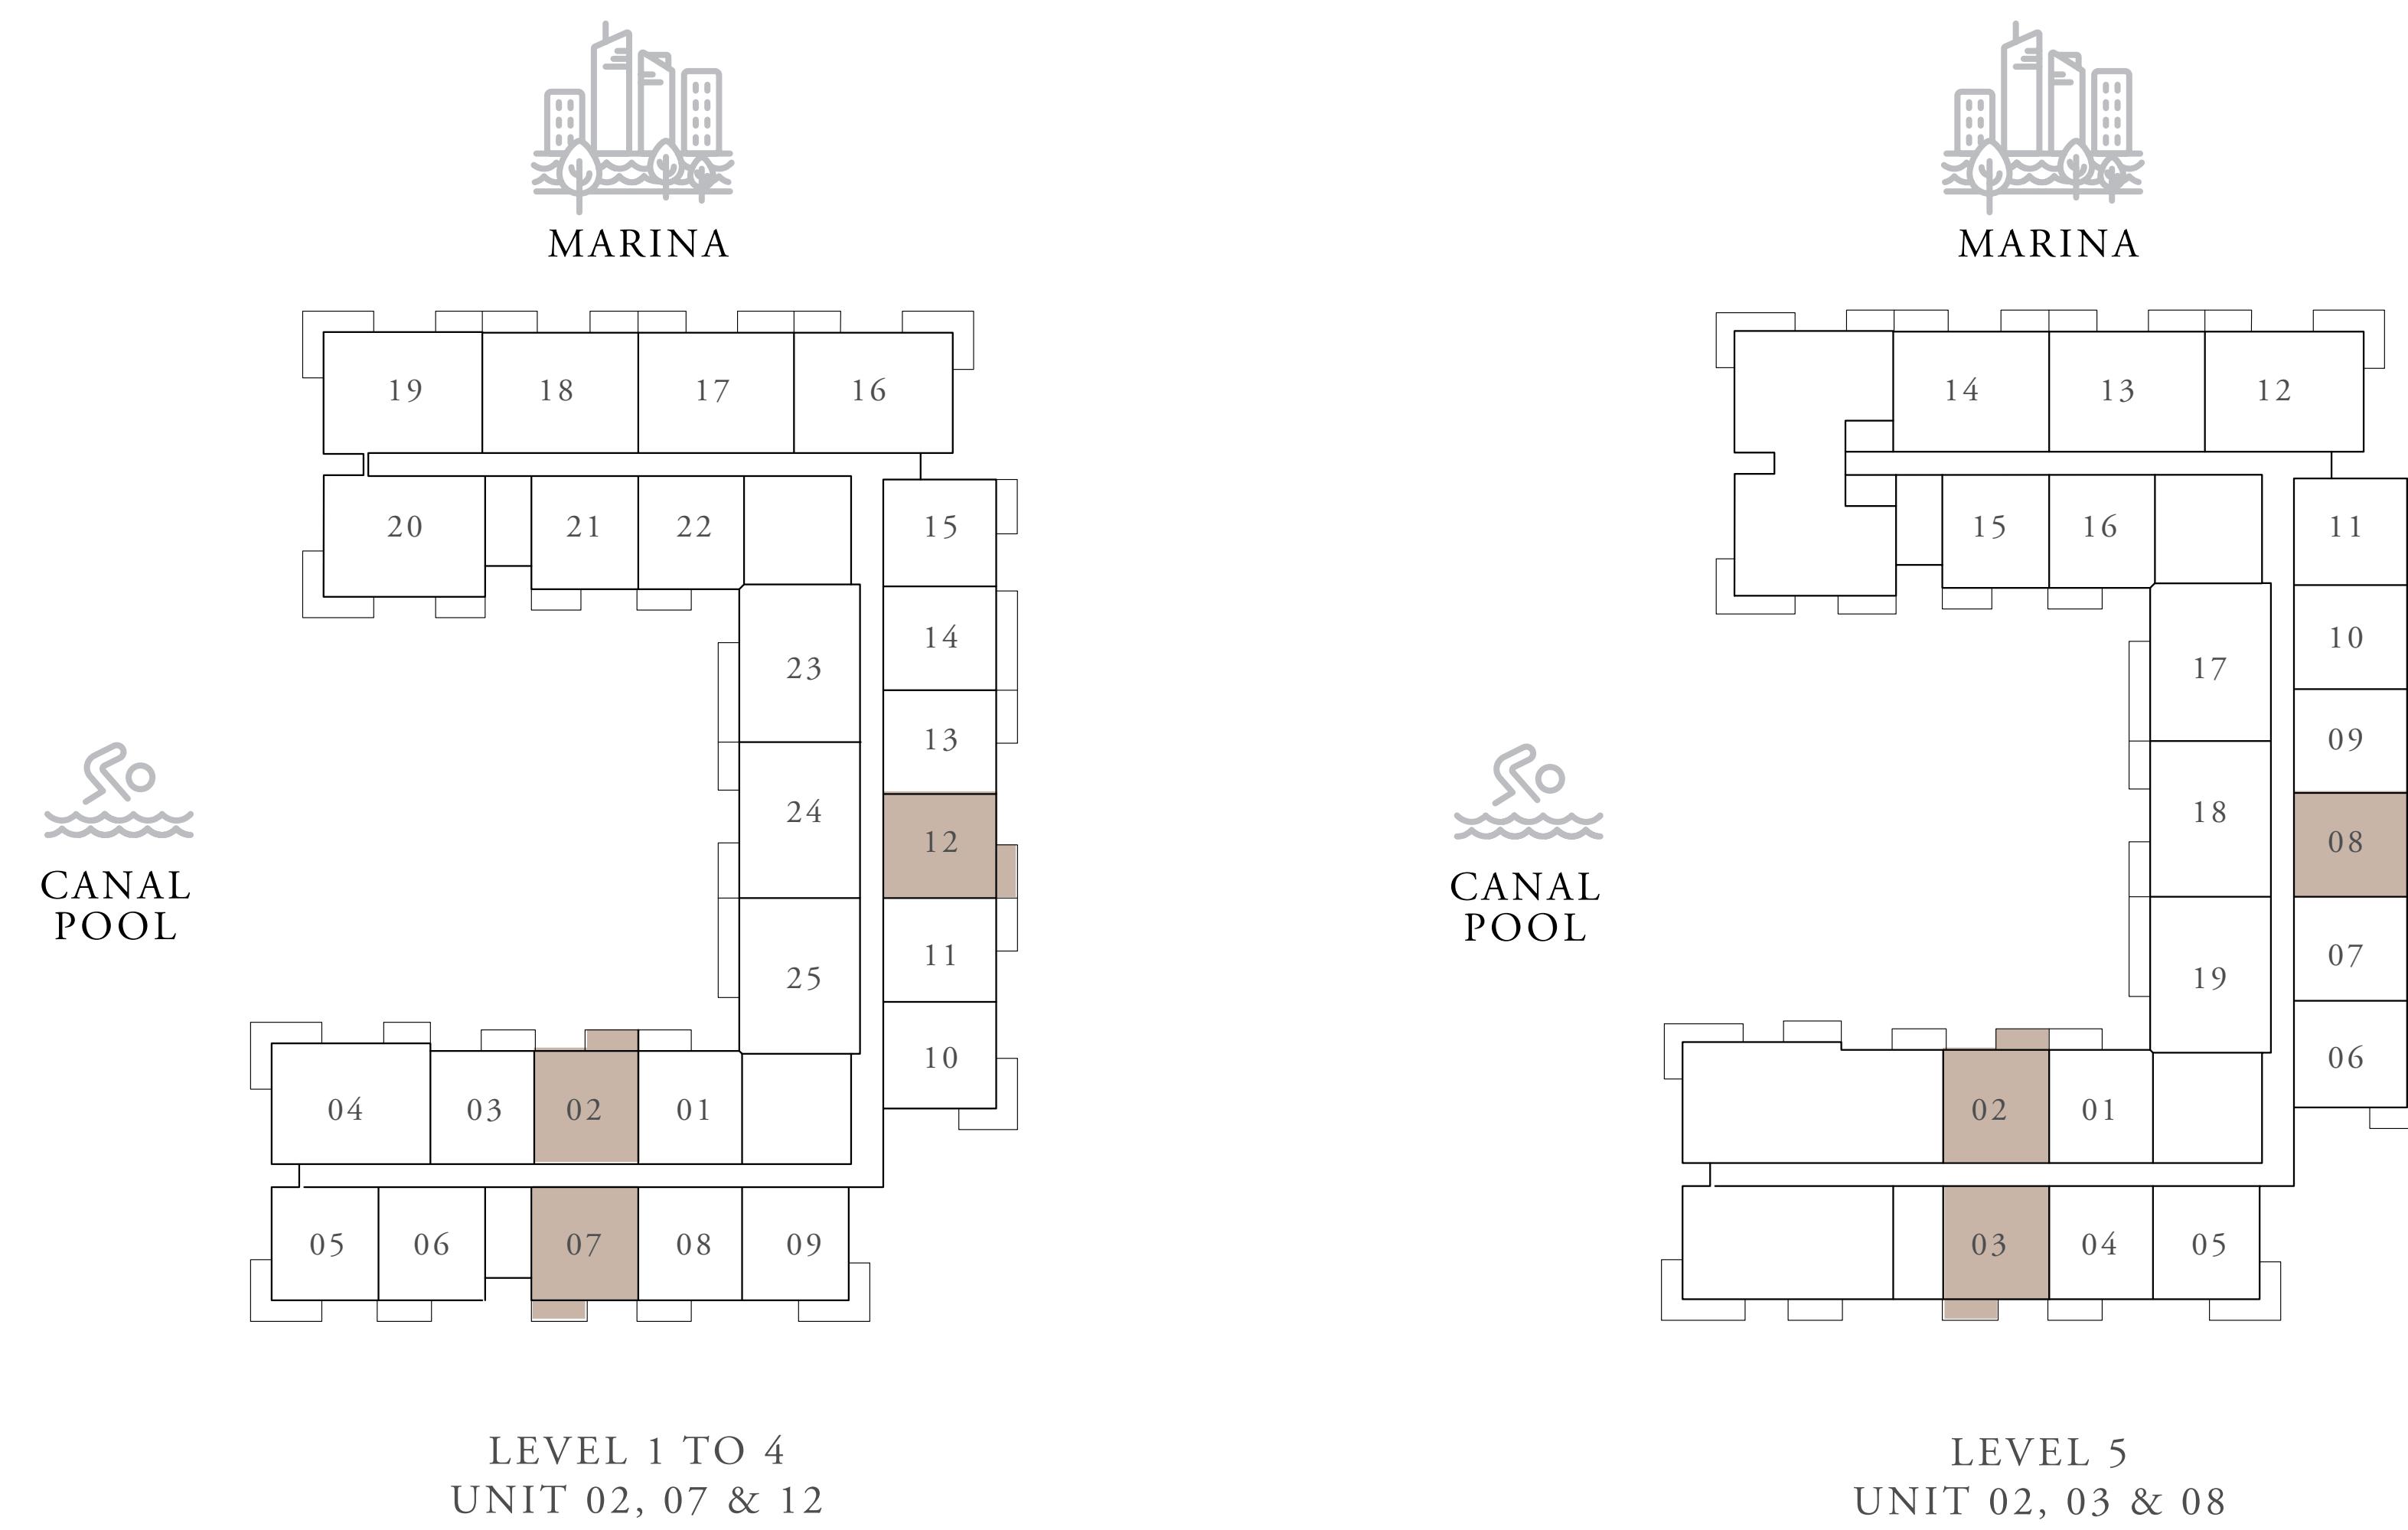 MARINA
19 18 17 16
20 21 22 15
14
23
13
24 12
CANAL
POOL
11
25
10
04 03 02 01
05 06 07 08 09
LEVEL 1 TO 4
UNIT 02, 07 & 12
MARINA
14 13 12
15 16 11
10
17
09
18 08
CANAL
POOL
07
19
06
02 01
03 04 05
LEVEL 5
UNIT 02, 03 & 08